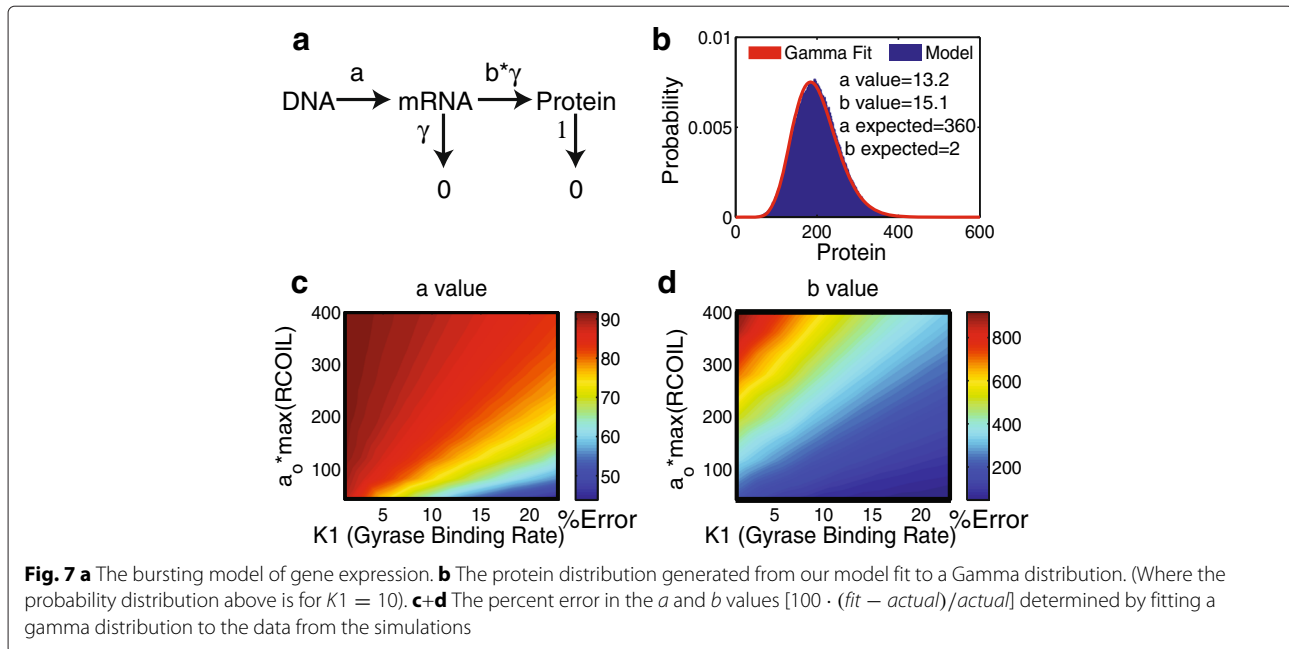 a
a
b*γ
DNA mRNA Protein
γ
1
0
0
b
0.01
Gamma Fit Model
a value=13.2
b value=15.1
a expected=360
b expected=2
0.005
Probability
0
0 200 400 600
Protein
c
a value
400
300
200
100
a_o*max(RCOIL)
5 10 15 20
K1 (Gyrase Binding Rate)
90
80
70
60
50
%Error
d
b value
400
300
200
100
a_o*max(RCOIL)
5 10 15 20
K1 (Gyrase Binding Rate)
800
600
400
200
%Error
Fig. 7 a The bursting model of gene expression. b The protein distribution generated from our model fit to a Gamma distribution. (Where the
probability distribution above is for K1 = 10). c+d The percent error in the a and b values [100 · (fit − actual)/actual] determined by fitting a
gamma distribution to the data from the simulations